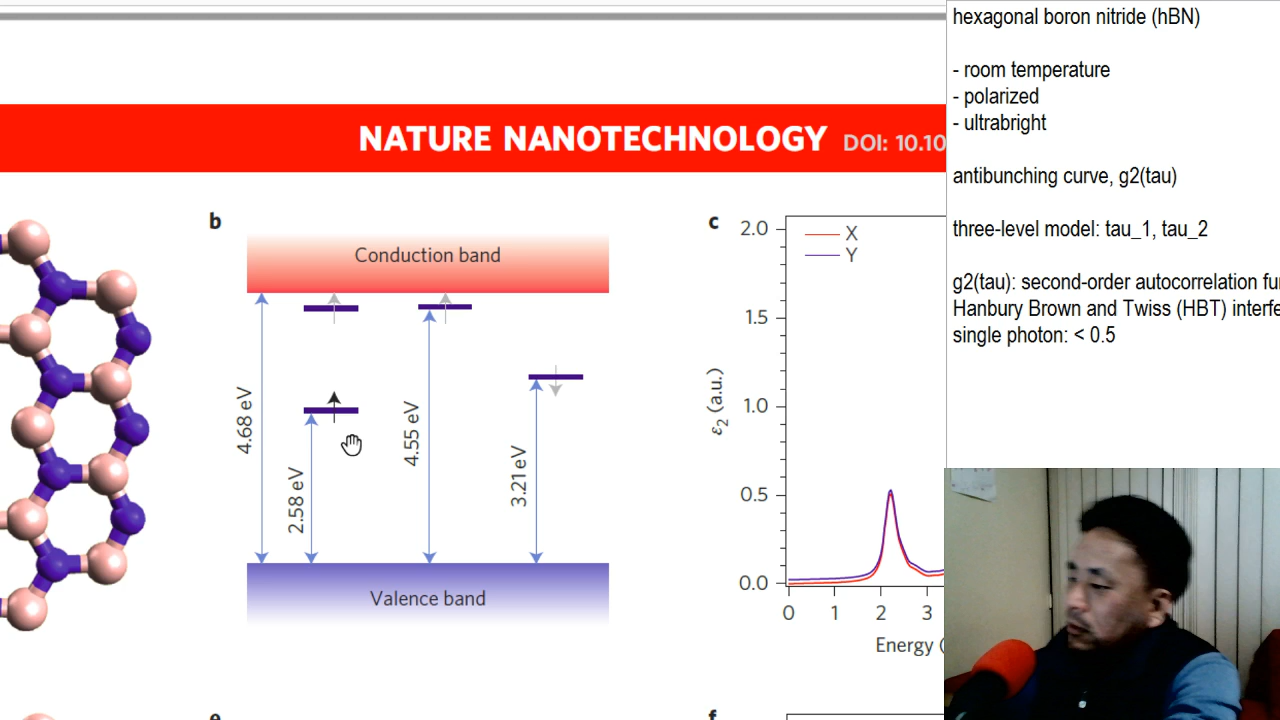 hexagonal boron nitride (hBN)
- room temperature
- polarized
- ultrabright
antibunching curve, g2(tau)
three-level model: tau_1, tau_2
g2(tau): second-order autocorrelation fu
Hanbury Brown and Twiss (HBT) interfe
single photon: < 0.5
NATURE NANOTECHNOLOGY DOI: 10.10
b
Conduction band
4.68 eV
2.58 eV
4.55 eV
3.21 eV
Valence band
c
X
Y
2.0
1.5
1.0
0.5
0.0
ε2 (a.u.)
0 1 2 3
Energy (
e
f